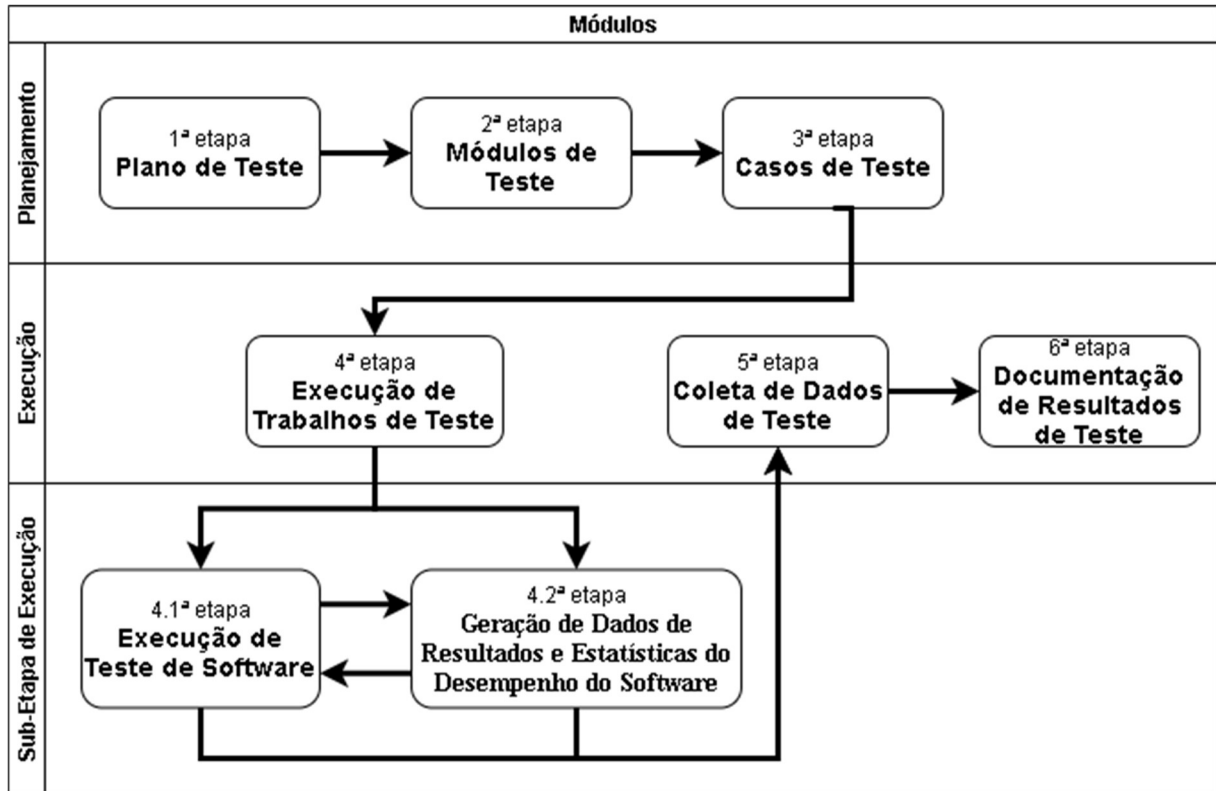 Módulos
Planejamento
1ª etapa
Plano de Teste
2ª etapa
Módulos de
Teste
3ª etapa
Casos de Teste
Execução
4ª etapa
Execução de
Trabalhos de Teste
5ª etapa
Coleta de Dados
de Teste
6ª etapa
Documentação
de Resultados
de Teste
Sub-Etapa de Execução
4.1ª etapa
Execução de
Teste de Software
4.2ª etapa
Geração de Dados de
Resultados e Estatísticas do
Desempenho do Software